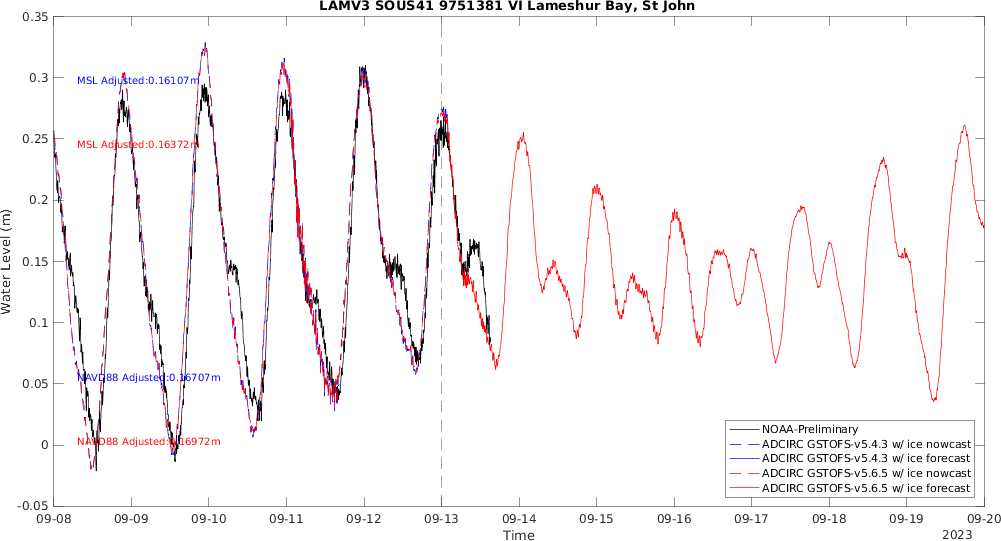 LAMV3 SOUS41 9751381 VI Lameshur Bay, St John
0.35
0.3
0.25
0.2
0.15
0.1
0.05
0
-0.05
Water Level (m)
MSL Adjusted:0.16107m
MSL Adjusted:0.16372m
NAVD88 Adjusted:0.16707m
NAVD88 Adjusted:0.16972m
NOAA-Preliminary
ADCIRC GSTOFS-v5.4.3 w/ ice nowcast
ADCIRC GSTOFS-v5.4.3 w/ ice forecast
ADCIRC GSTOFS-v5.6.5 w/ ice nowcast
ADCIRC GSTOFS-v5.6.5 w/ ice forecast
09-08 09-09 09-10 09-11 09-12 09-13 09-14 09-15 09-16 09-17 09-18 09-19 09-20
Time
2023